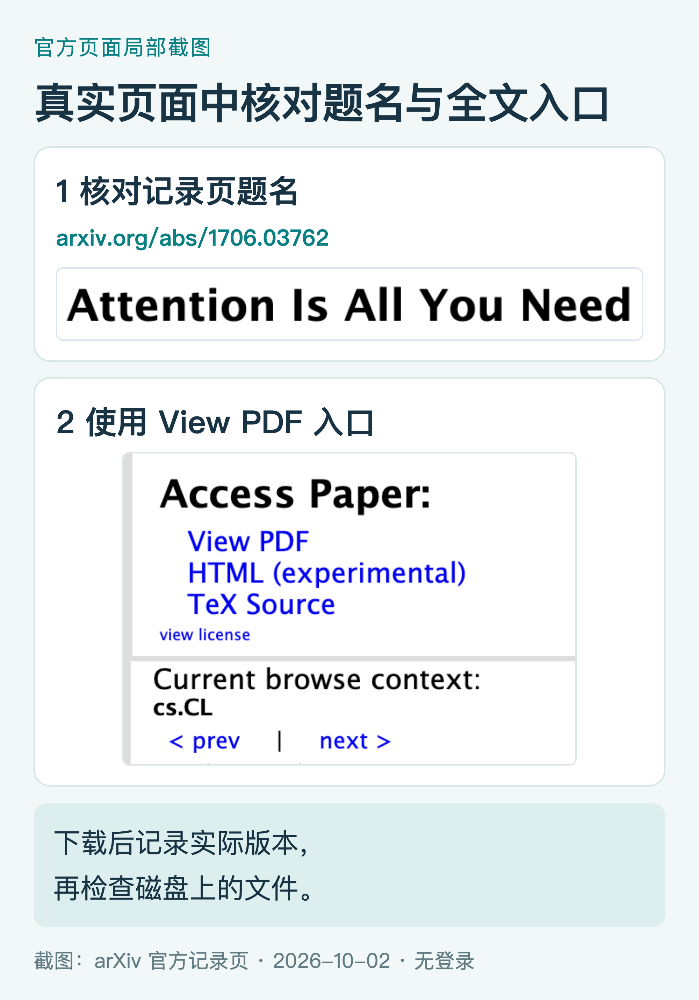 官方页面局部截图
真实页面中核对题名与全文入口
1 核对记录页题名
arxiv.org/abs/1706.03762
Attention Is All You Need
2 使用 View PDF 入口
Access Paper:
View PDF
HTML (experimental)
TeX Source
view license
Current browse context:
cs.CL
< prev | next >
下载后记录实际版本，
再检查磁盘上的文件。
截图：arXiv 官方记录页 · 2026-10-02 · 无登录